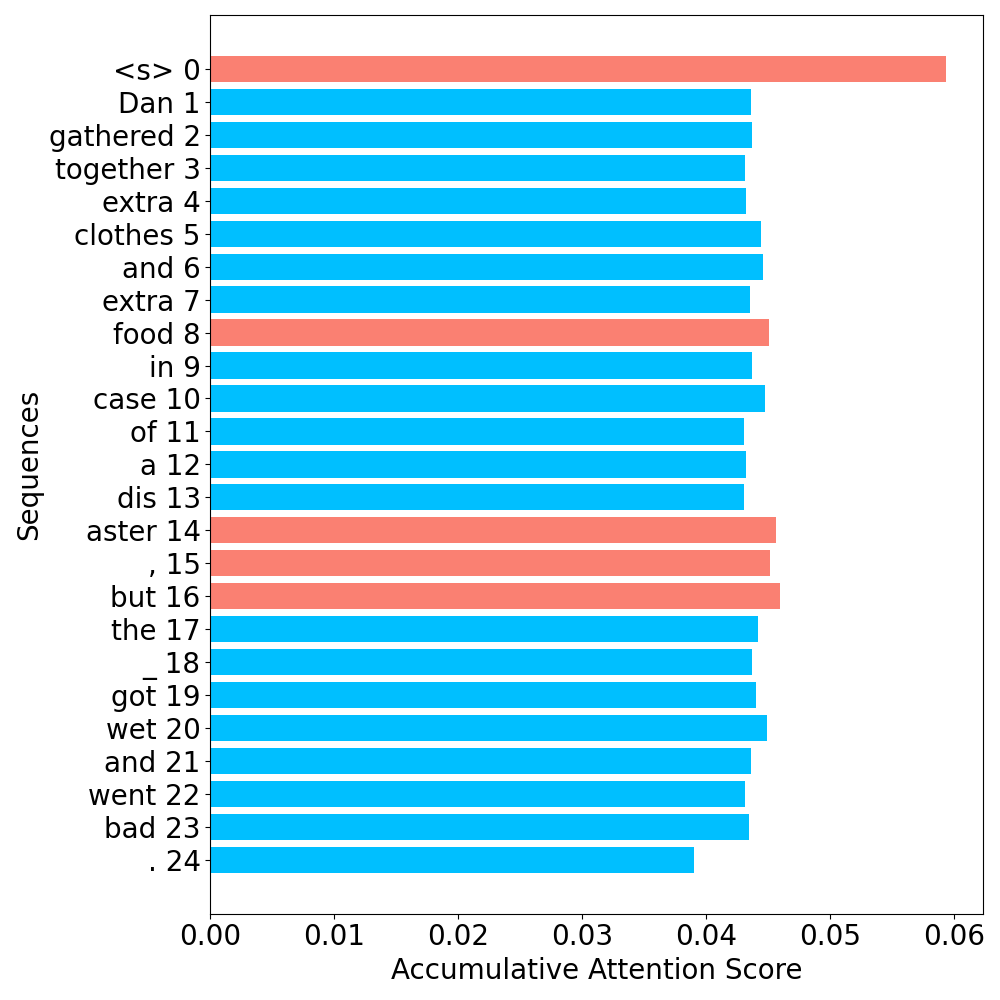 <s> 0
Dan 1
gathered 2
together 3
extra 4
clothes 5
and 6
extra 7
food 8
in 9
case 10
of 11
a 12
dis 13
aster 14
, 15
but 16
the 17
_ 18
got 19
wet 20
and 21
went 22
bad 23
. 24
Sequences
0.00 0.01 0.02 0.03 0.04 0.05 0.06
Accumulative Attention Score